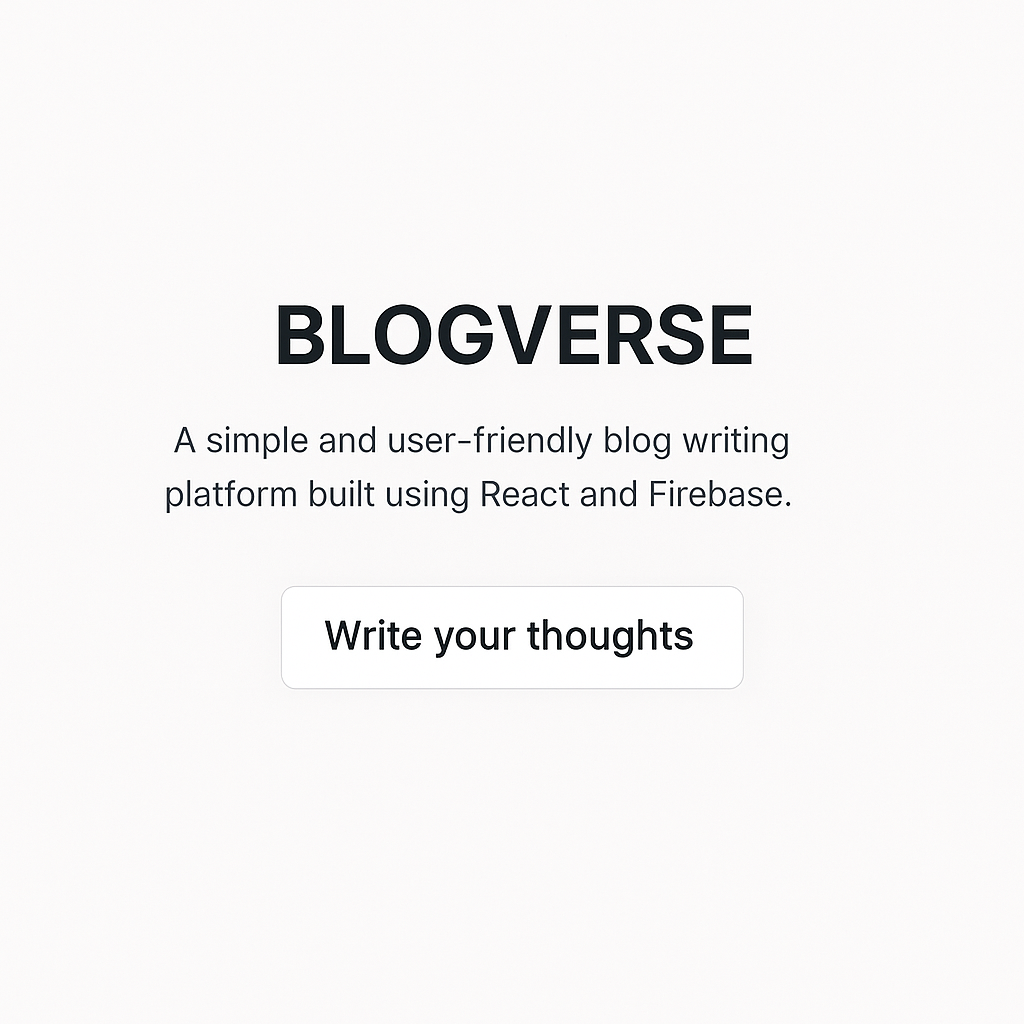 BLOGVERSE
A simple and user-friendly blog writing
platform built using React and Firebase.
Write your thoughts